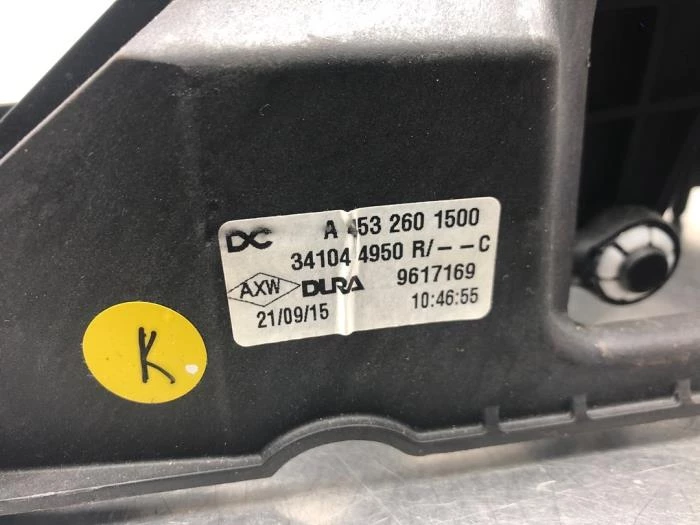 DC A 453 260 1500
34104 4950 R/--C
AXW DURA 9617169
21/09/15 10:46:55
K